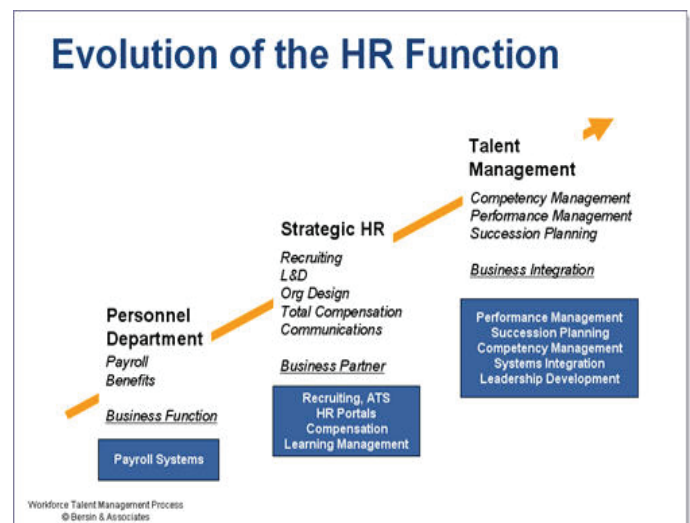 Evolution of the HR Function
Personnel
Department
Payroll
Benefits
Business Function
Payroll Systems
Strategic HR
Recruiting
L&D
Org Design
Total Compensation
Communications
Business Partner
Recruiting, ATS
HR Portals
Compensation
Learning Management
Talent
Management
Competency Management
Performance Management
Succession Planning
Business Integration
Performance Management
Succession Planning
Competency Management
Systems Integration
Leadership Development
Workforce Talent Management Process
© Bersin & Associates